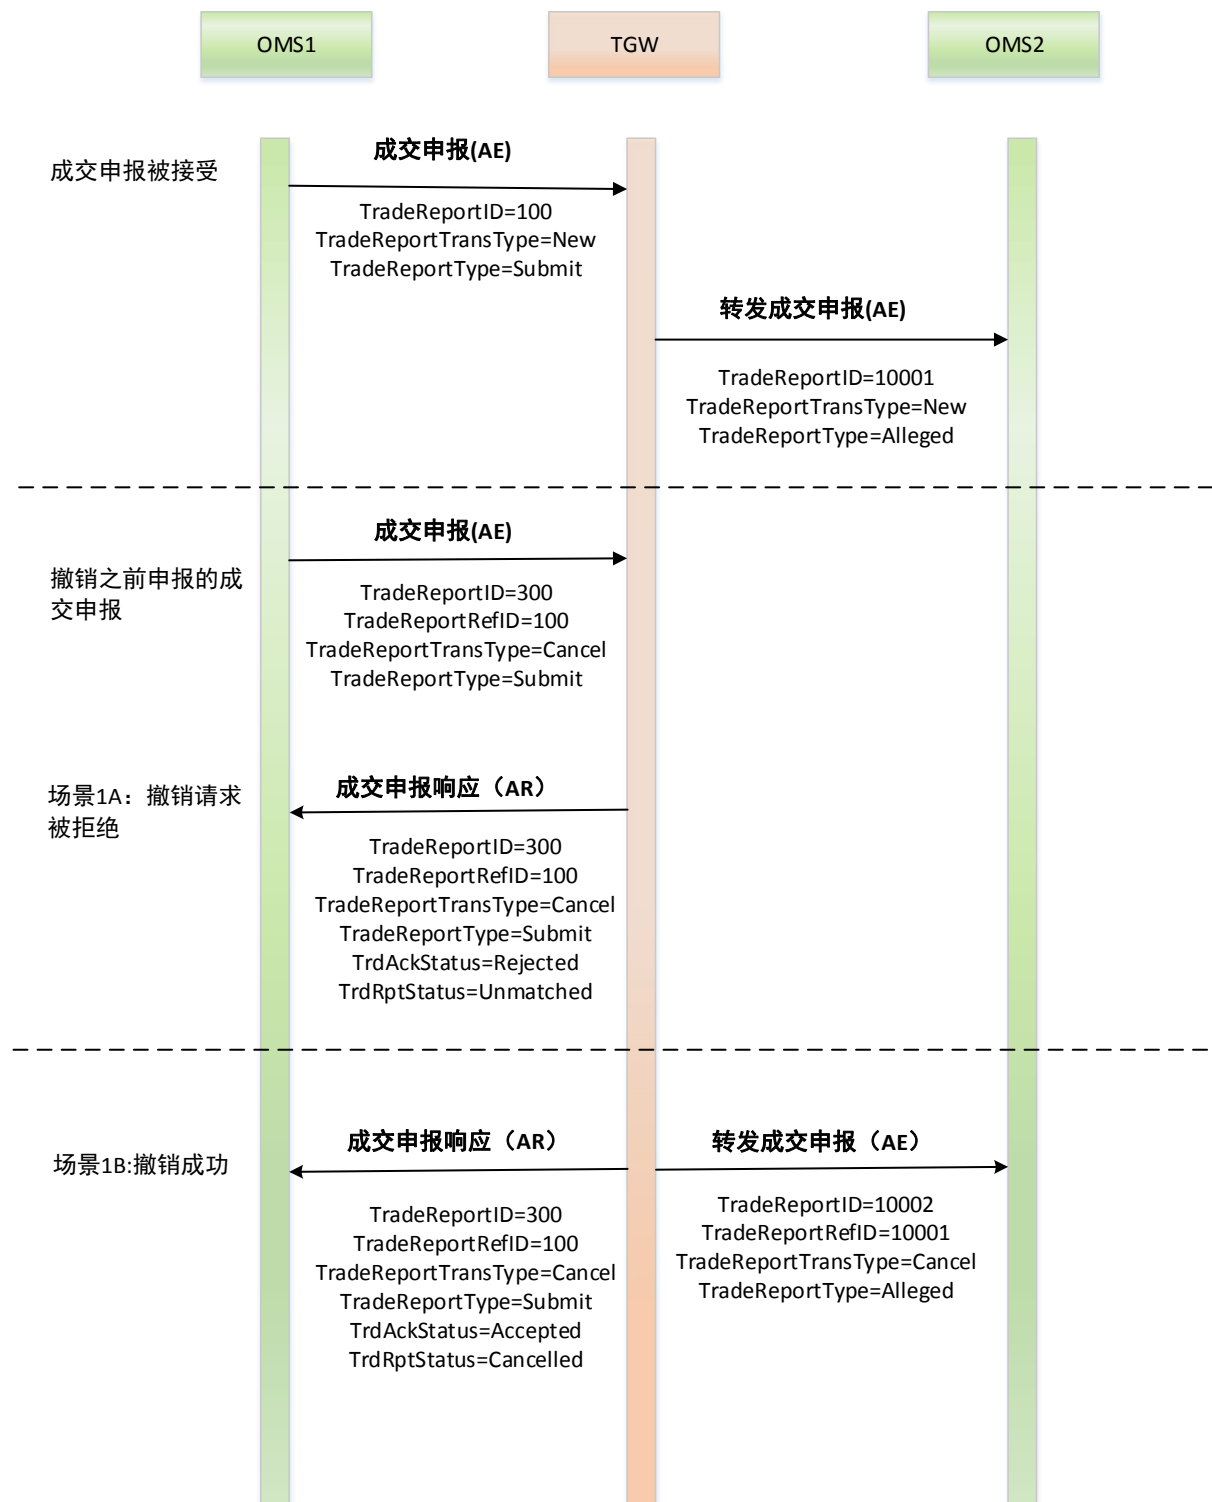 OMS1
TGW
OMS2
成交申报被接受
成交申报(AE)
TradeReportID=100
TradeReportTransType=New
TradeReportType=Submit
转发成交申报(AE)
TradeReportID=10001
TradeReportTransType=New
TradeReportType=Alleged
撤销之前申报的成
交申报
成交申报(AE)
TradeReportID=300
TradeReportRefID=100
TradeReportTransType=Cancel
TradeReportType=Submit
场景1A：撤销请求
被拒绝
成交申报响应（AR）
TradeReportID=300
TradeReportRefID=100
TradeReportTransType=Cancel
TradeReportType=Submit
TrdAckStatus=Rejected
TrdRptStatus=Unmatched
场景1B:撤销成功
成交申报响应（AR）
TradeReportID=300
TradeReportRefID=100
TradeReportTransType=Cancel
TradeReportType=Submit
TrdAckStatus=Accepted
TrdRptStatus=Cancelled
转发成交申报（AE）
TradeReportID=10002
TradeReportRefID=10001
TradeReportTransType=Cancel
TradeReportType=Alleged